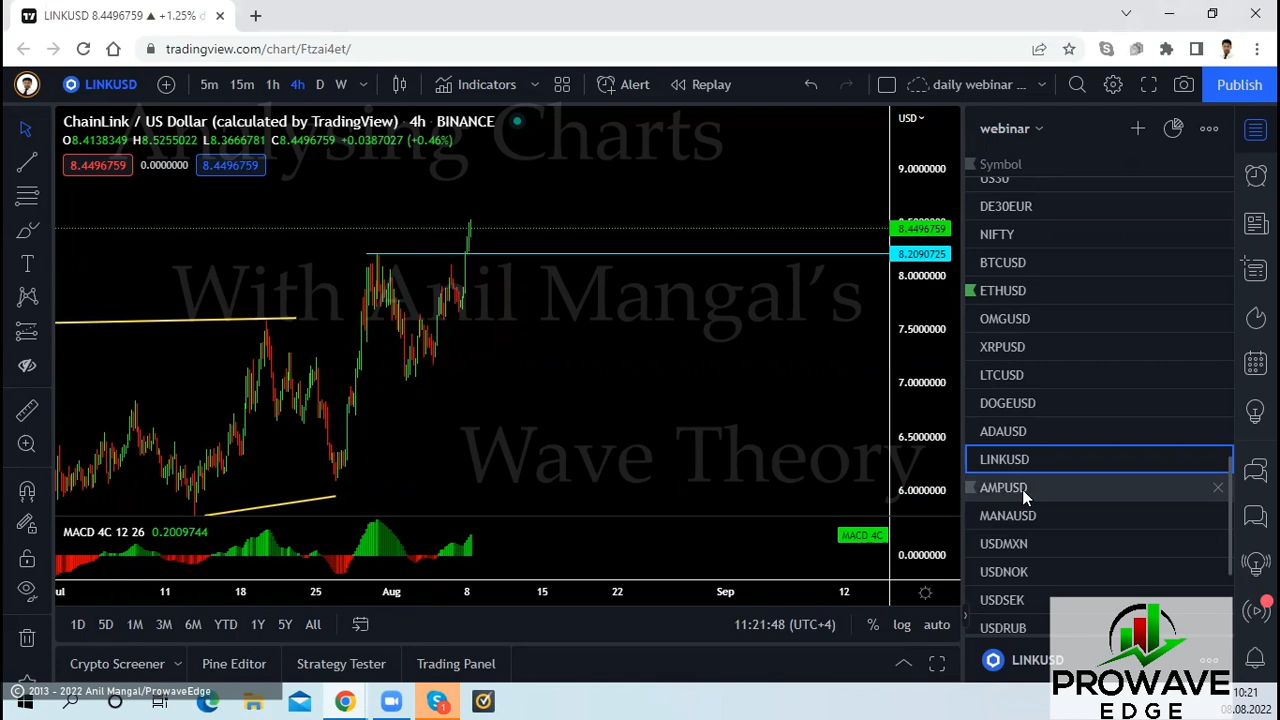 LINKUSD 8.4496759 ▲ +1.25%
tradingview.com/chart/Ftzai4et/
LINKUSD 5m 15m 1h 4h D W Indicators Alert Replay daily webinar ... Publish
ChainLink / US Dollar (calculated by TradingView) · 4h · BINANCE
O8.4138349 H8.5255022 L8.3666781 C8.4496759 +0.0387027 (+0.46%)
8.4496759 0.0000000 8.4496759
Analysing Charts
With Anil Mangal's
Wave Theory
USD
9.0000000
8.4496759
8.2090725
8.0000000
7.5000000
7.0000000
6.5000000
6.0000000
MACD 4C 12 26 0.2009744
MACD 4C
0.0000000
11 18 25 Aug 8 15 22 Sep 12
1D 5D 1M 3M 6M YTD 1Y 5Y All
11:21:48 (UTC+4) % log auto
Crypto Screener Pine Editor Strategy Tester Trading Panel
webinar
Symbol
US30
DE30EUR
NIFTY
BTCUSD
ETHUSD
OMGUSD
XRPUSD
LTCUSD
DOGEUSD
ADAUSD
LINKUSD
AMPUSD
MANAUSD
USDMXN
USDNOK
USDSEK
USDRUB
LINKUSD
PROWAVE
EDGE
© 2013 - 2022 Anil Mangal/ProwaveEdge
1
10:21
08.08.2022